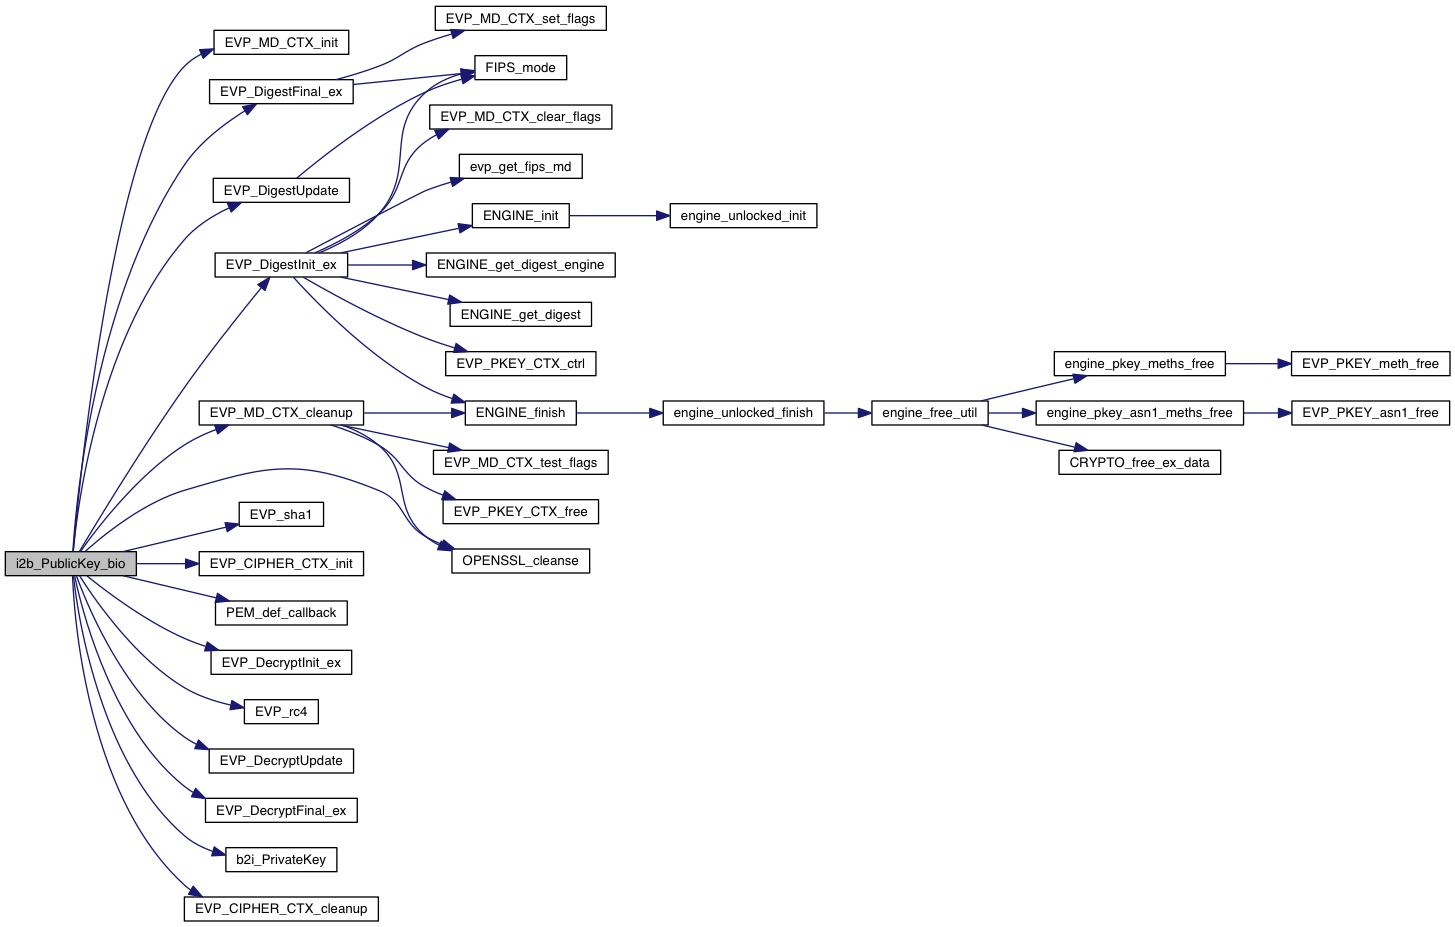 EVP_MD_CTX_set_flags
EVP_MD_CTX_init
FIPS_mode
EVP_DigestFinal_ex
EVP_MD_CTX_clear_flags
evp_get_fips_md
EVP_DigestUpdate
ENGINE_init
engine_unlocked_init
EVP_DigestInit_ex
ENGINE_get_digest_engine
ENGINE_get_digest
EVP_PKEY_CTX_ctrl
engine_pkey_meths_free
EVP_PKEY_meth_free
EVP_MD_CTX_cleanup
ENGINE_finish
engine_unlocked_finish
engine_free_util
engine_pkey_asn1_meths_free
EVP_PKEY_asn1_free
EVP_MD_CTX_test_flags
CRYPTO_free_ex_data
EVP_sha1
EVP_PKEY_CTX_free
i2b_PublicKey_bio
EVP_CIPHER_CTX_init
OPENSSL_cleanse
PEM_def_callback
EVP_DecryptInit_ex
EVP_rc4
EVP_DecryptUpdate
EVP_DecryptFinal_ex
b2i_PrivateKey
EVP_CIPHER_CTX_cleanup